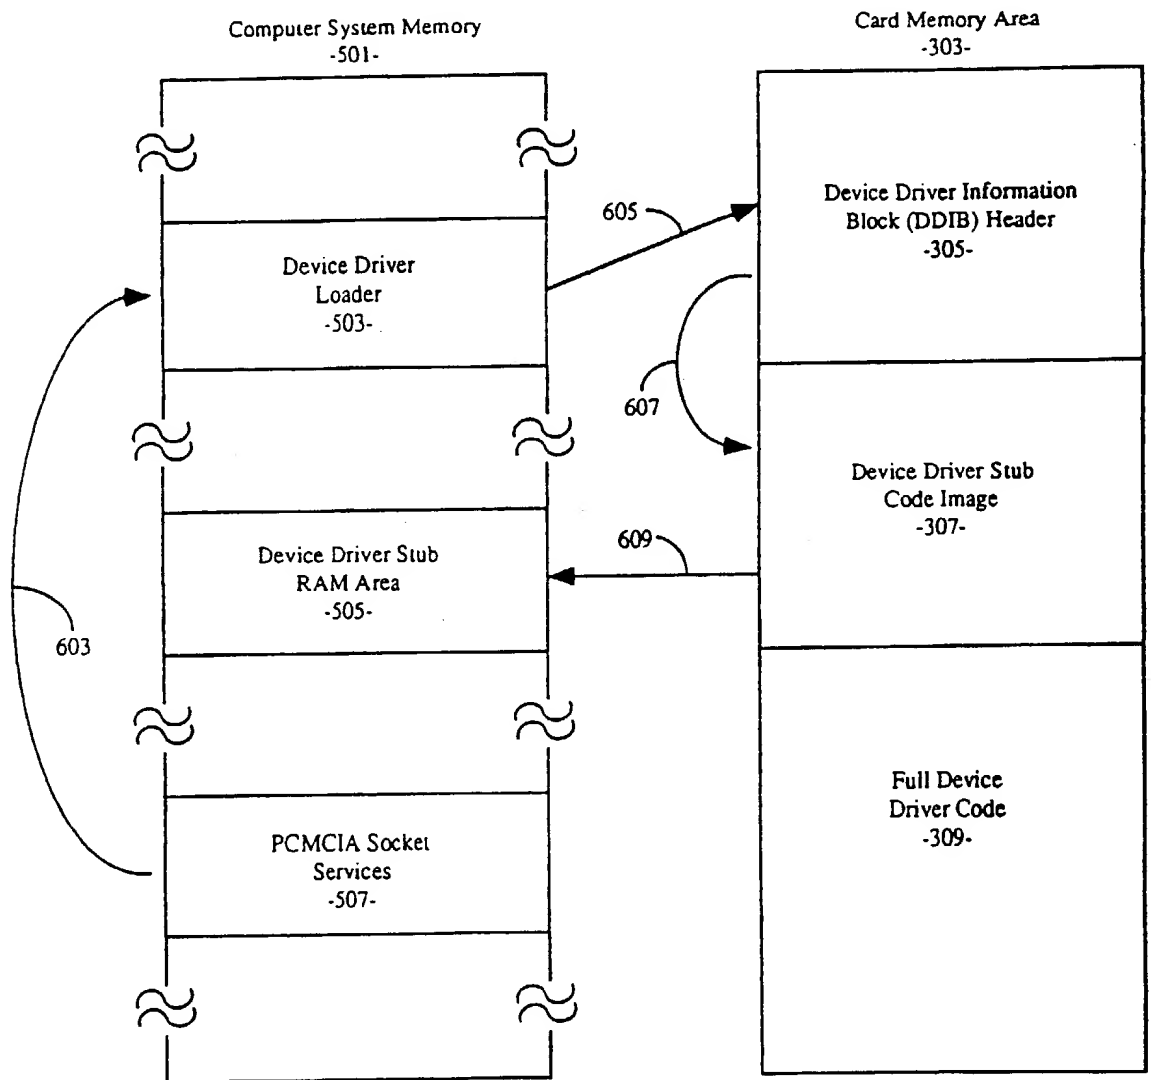 Computer System Memory
-501-
Card Memory Area
-303-
Device Driver
Loader
-503-
605
Device Driver Information
Block (DDIB) Header
-305-
607
Device Driver Stub
RAM Area
-505-
609
Device Driver Stub
Code Image
-307-
603
PCMCIA Socket
Services
-507-
Full Device
Driver Code
-309-